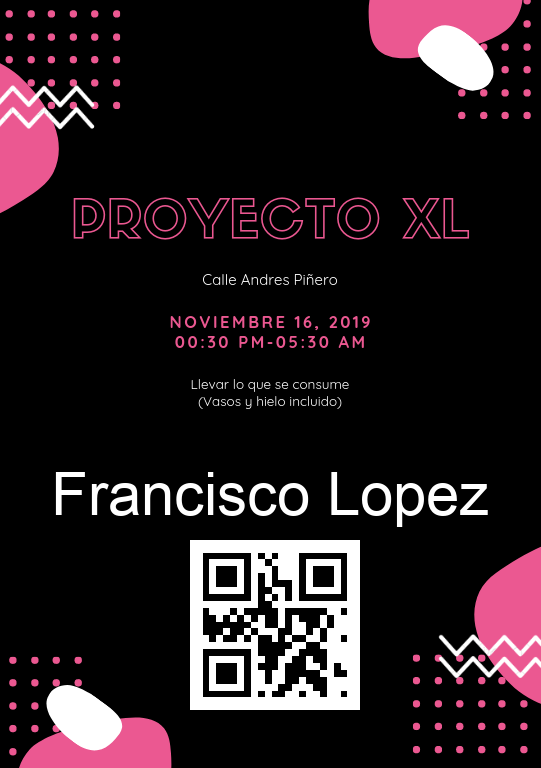 PROYECTO XL
Calle Andres Piñero
NOVIEMBRE 16, 2019
00:30 PM-05:30 AM
Llevar lo que se consume
(Vasos y hielo incluido)
Francisco Lopez